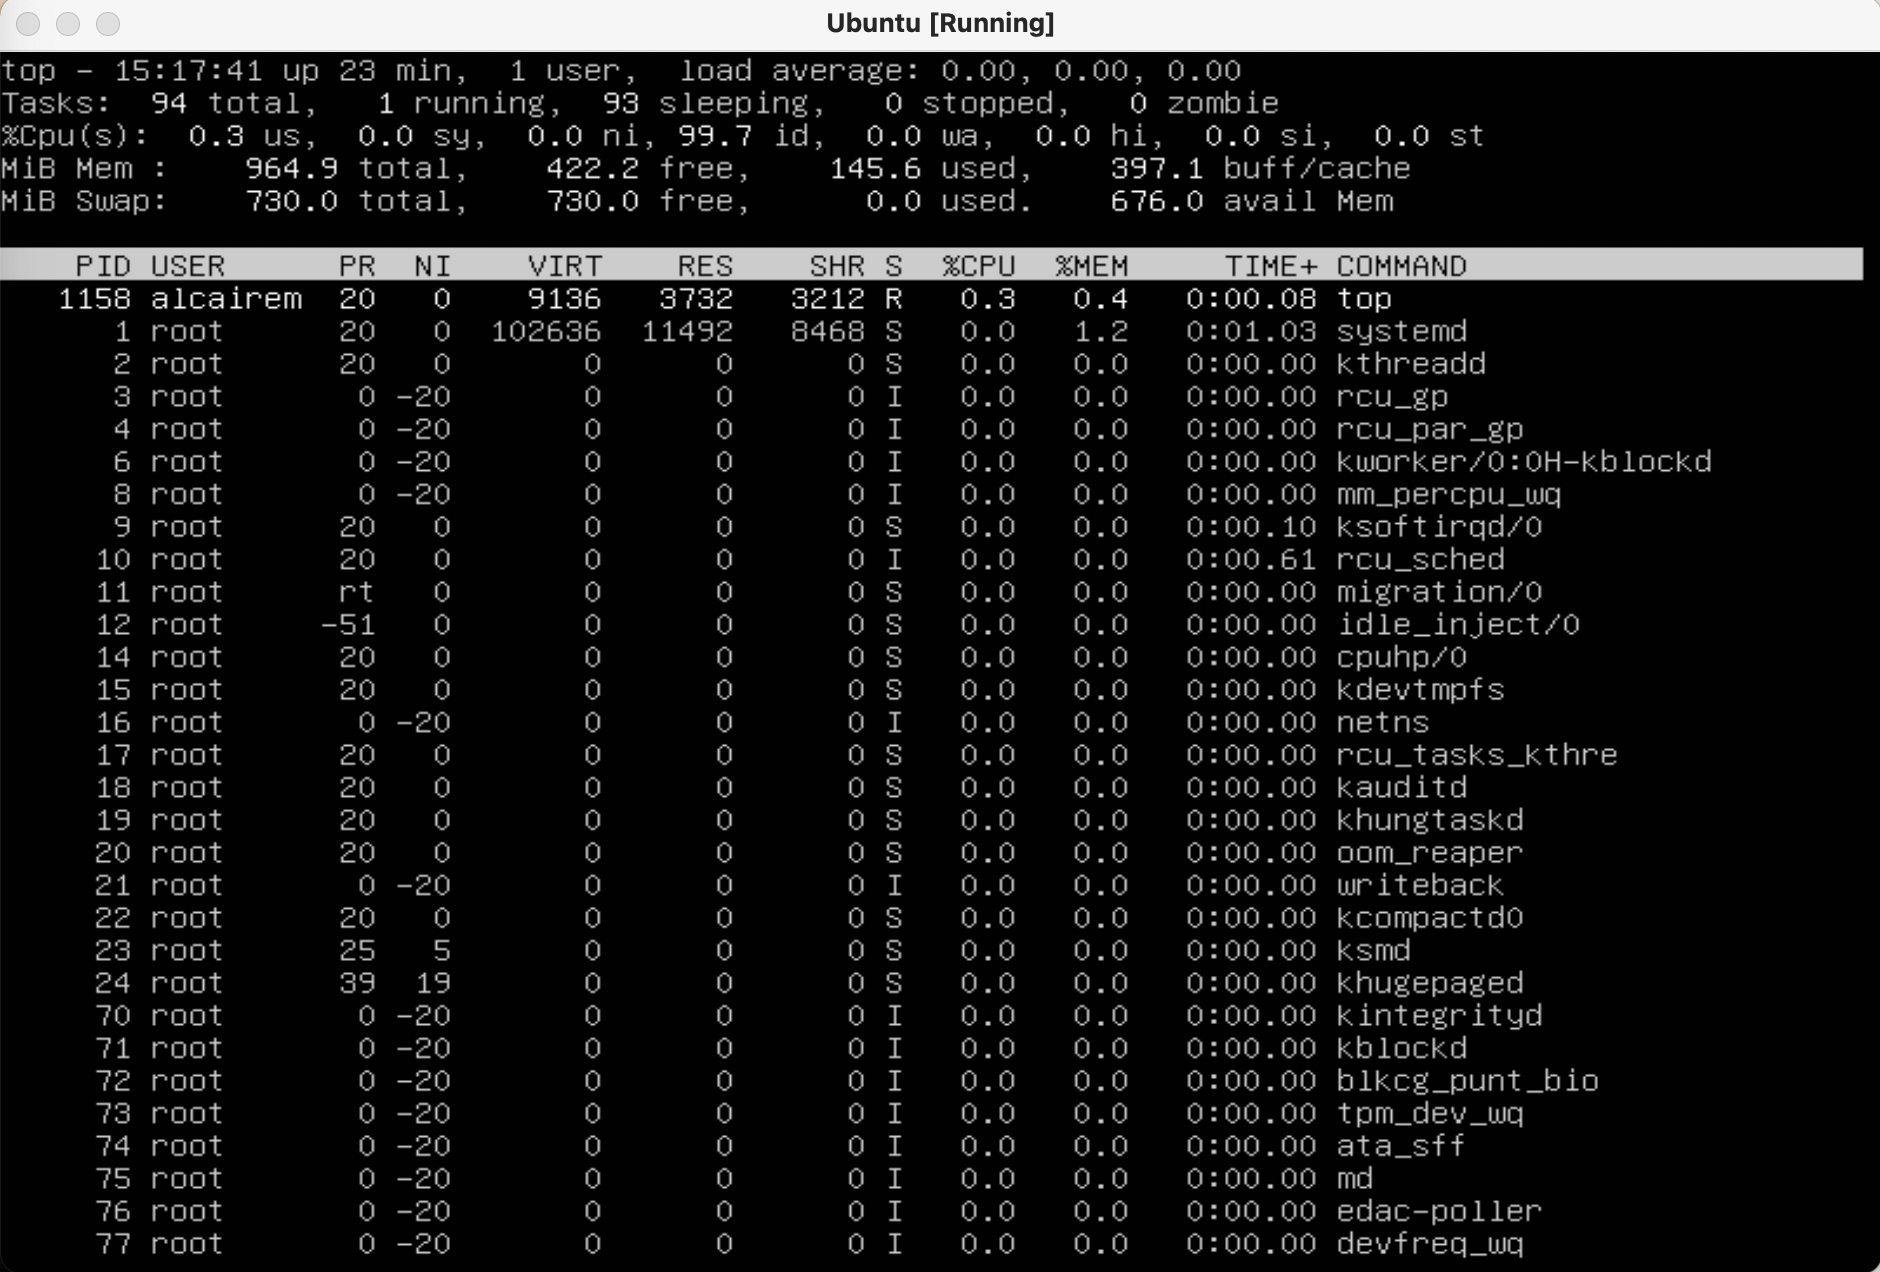 Ubuntu [Running]
top - 15:17:41 up 23 min,  1 user,  load average: 0.00, 0.00, 0.00
Tasks:  94 total,   1 running,  93 sleeping,   0 stopped,   0 zombie
%Cpu(s):  0.3 us,  0.0 sy,  0.0 ni, 99.7 id,  0.0 wa,  0.0 hi,  0.0 si,  0.0 st
MiB Mem :    964.9 total,    422.2 free,    145.6 used,    397.1 buff/cache
MiB Swap:    730.0 total,    730.0 free,      0.0 used.    676.0 avail Mem
PID USER      PR  NI    VIRT    RES    SHR S  %CPU  %MEM     TIME+ COMMAND
1158 alcairem  20   0    9136   3732   3212 R   0.3   0.4   0:00.08 top
1 root      20   0  102636  11492   8468 S   0.0   1.2   0:01.03 systemd
2 root      20   0       0      0      0 S   0.0   0.0   0:00.00 kthreadd
3 root       0 -20       0      0      0 I   0.0   0.0   0:00.00 rcu_gp
4 root       0 -20       0      0      0 I   0.0   0.0   0:00.00 rcu_par_gp
6 root       0 -20       0      0      0 I   0.0   0.0   0:00.00 kworker/0:0H-kblockd
8 root       0 -20       0      0      0 I   0.0   0.0   0:00.00 mm_percpu_wq
9 root      20   0       0      0      0 S   0.0   0.0   0:00.10 ksoftirqd/0
10 root      20   0       0      0      0 I   0.0   0.0   0:00.61 rcu_sched
11 root      rt   0       0      0      0 S   0.0   0.0   0:00.00 migration/0
12 root     -51   0       0      0      0 S   0.0   0.0   0:00.00 idle_inject/0
14 root      20   0       0      0      0 S   0.0   0.0   0:00.00 cpuhp/0
15 root      20   0       0      0      0 S   0.0   0.0   0:00.00 kdevtmpfs
16 root       0 -20       0      0      0 I   0.0   0.0   0:00.00 netns
17 root      20   0       0      0      0 S   0.0   0.0   0:00.00 rcu_tasks_kthre
18 root      20   0       0      0      0 S   0.0   0.0   0:00.00 kauditd
19 root      20   0       0      0      0 S   0.0   0.0   0:00.00 khungtaskd
20 root      20   0       0      0      0 S   0.0   0.0   0:00.00 oom_reaper
21 root       0 -20       0      0      0 I   0.0   0.0   0:00.00 writeback
22 root      20   0       0      0      0 S   0.0   0.0   0:00.00 kcompactd0
23 root      25   5       0      0      0 S   0.0   0.0   0:00.00 ksmd
24 root      39  19       0      0      0 S   0.0   0.0   0:00.00 khugepaged
70 root       0 -20       0      0      0 I   0.0   0.0   0:00.00 kintegrityd
71 root       0 -20       0      0      0 I   0.0   0.0   0:00.00 kblockd
72 root       0 -20       0      0      0 I   0.0   0.0   0:00.00 blkcg_punt_bio
73 root       0 -20       0      0      0 I   0.0   0.0   0:00.00 tpm_dev_wq
74 root       0 -20       0      0      0 I   0.0   0.0   0:00.00 ata_sff
75 root       0 -20       0      0      0 I   0.0   0.0   0:00.00 md
76 root       0 -20       0      0      0 I   0.0   0.0   0:00.00 edac-poller
77 root       0 -20       0      0      0 I   0.0   0.0   0:00.00 devfreq_wq